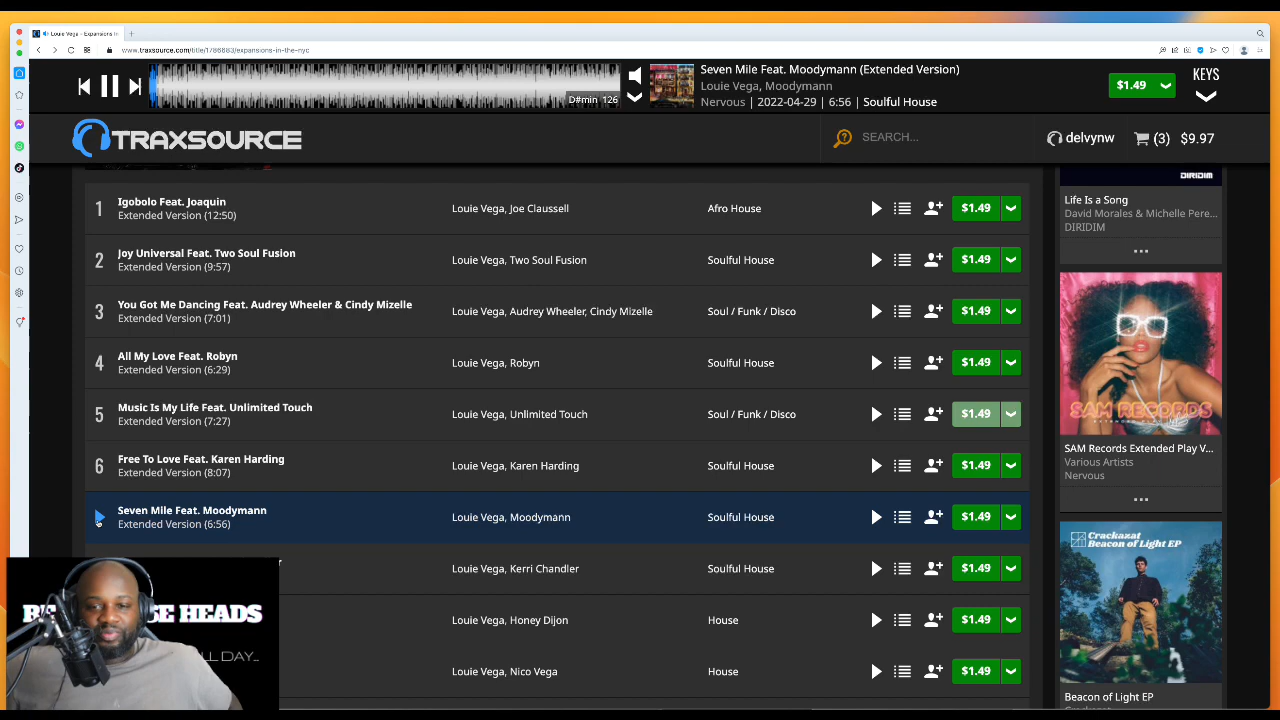 Louie Vega – Expansions In
www.traxsource.com/title/1786683/expansions-in-the-nyc
D#min 126
Seven Mile Feat. Moodymann (Extended Version)
Louie Vega, Moodymann
Nervous | 2022-04-29 | 6:56 | Soulful House
$1.49
KEYS
TRAXSOURCE
SEARCH...
delvynw
(3) $9.97
1 Igobolo Feat. Joaquin Louie Vega, Joe Claussell Afro House $1.49
Extended Version (12:50)
2 Joy Universal Feat. Two Soul Fusion Louie Vega, Two Soul Fusion Soulful House $1.49
Extended Version (9:57)
3 You Got Me Dancing Feat. Audrey Wheeler & Cindy Mizelle Louie Vega, Audrey Wheeler, Cindy Mizelle Soul / Funk / Disco $1.49
Extended Version (7:01)
4 All My Love Feat. Robyn Louie Vega, Robyn Soulful House $1.49
Extended Version (6:29)
5 Music Is My Life Feat. Unlimited Touch Louie Vega, Unlimited Touch Soul / Funk / Disco $1.49
Extended Version (7:27)
6 Free To Love Feat. Karen Harding Louie Vega, Karen Harding Soulful House $1.49
Extended Version (8:07)
Seven Mile Feat. Moodymann Louie Vega, Moodymann Soulful House $1.49
Extended Version (6:56)
Louie Vega, Kerri Chandler Soulful House $1.49
Louie Vega, Honey Dijon House $1.49
Louie Vega, Nico Vega House $1.49
DIRIDIM
Life Is a Song
David Morales & Michelle Pere...
DIRIDIM
...
SAM RECORDS
SAM Records Extended Play V...
Various Artists
Nervous
...
Crackazat
Beacon of Light EP
Beacon of Light EP
HEADS
ALL DAY...